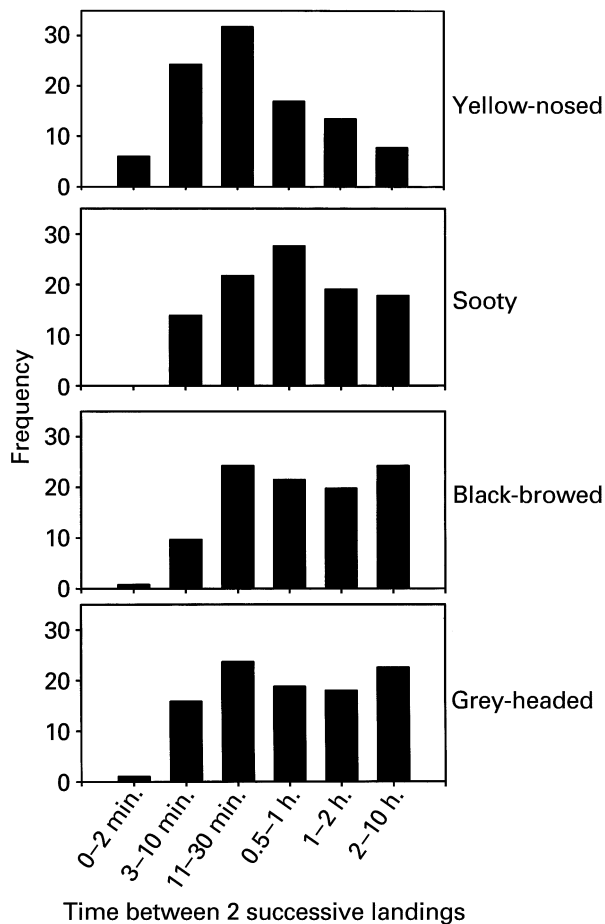 30
20
10
0
Yellow-nosed
30
20
10
0
Sooty
Frequency
30
20
10
0
Black-browed
30
20
10
0
Grey-headed
0–2 min.
3–10 min.
11–30 min.
0.5–1 h.
1–2 h.
2–10 h.
Time between 2 successive landings